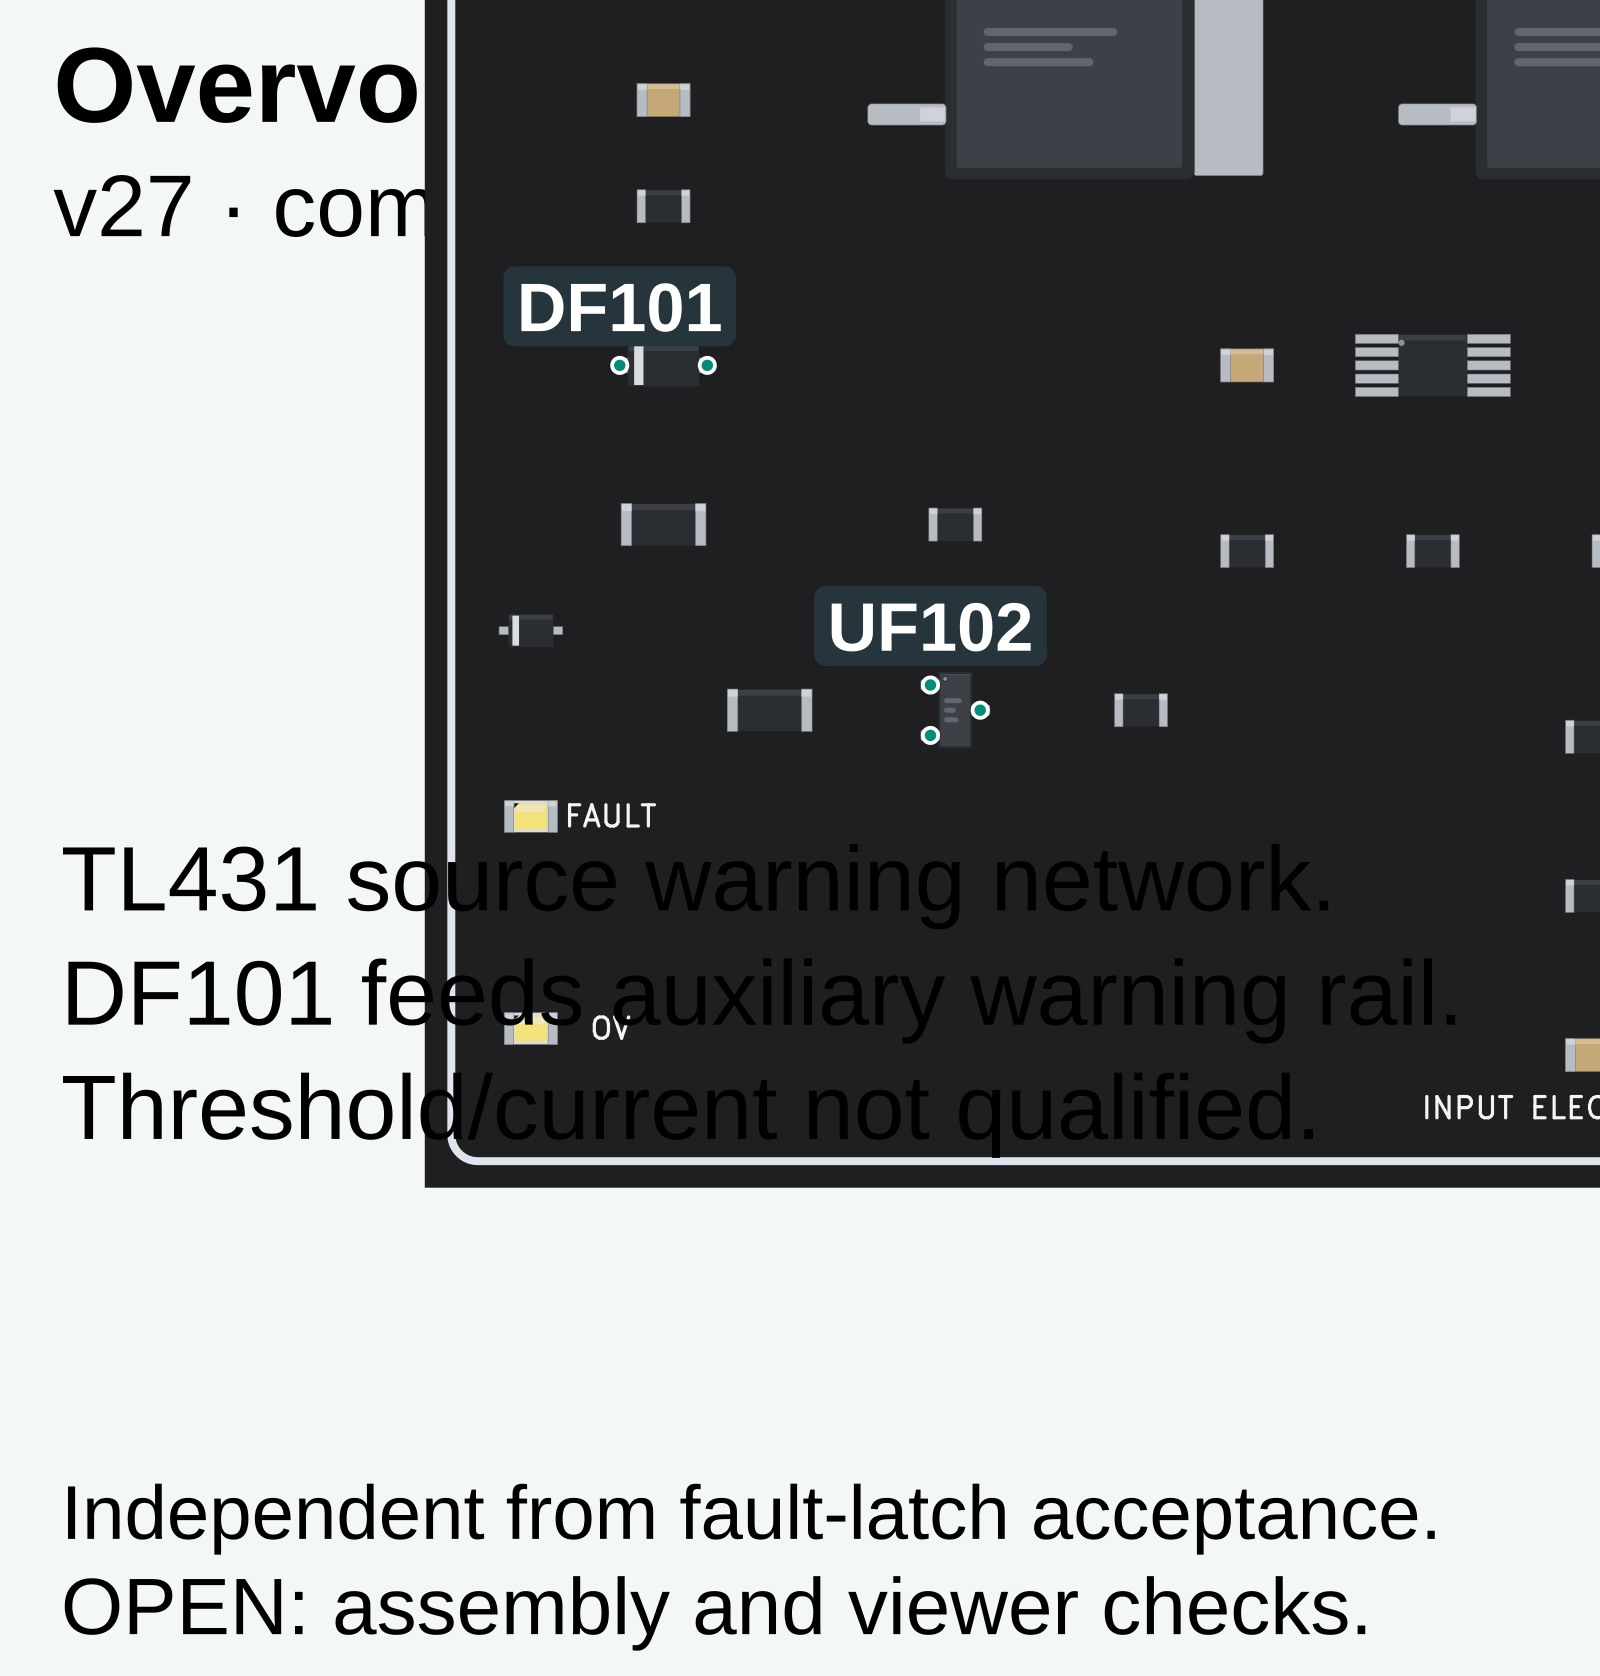 Overvo
v27 · com
DF101
UF102
FAULT
TL431 source warning network.
DF101 feeds auxiliary warning rail.
OV
Threshold/current not qualified.
INPUT ELEC
Independent from fault-latch acceptance.
OPEN: assembly and viewer checks.